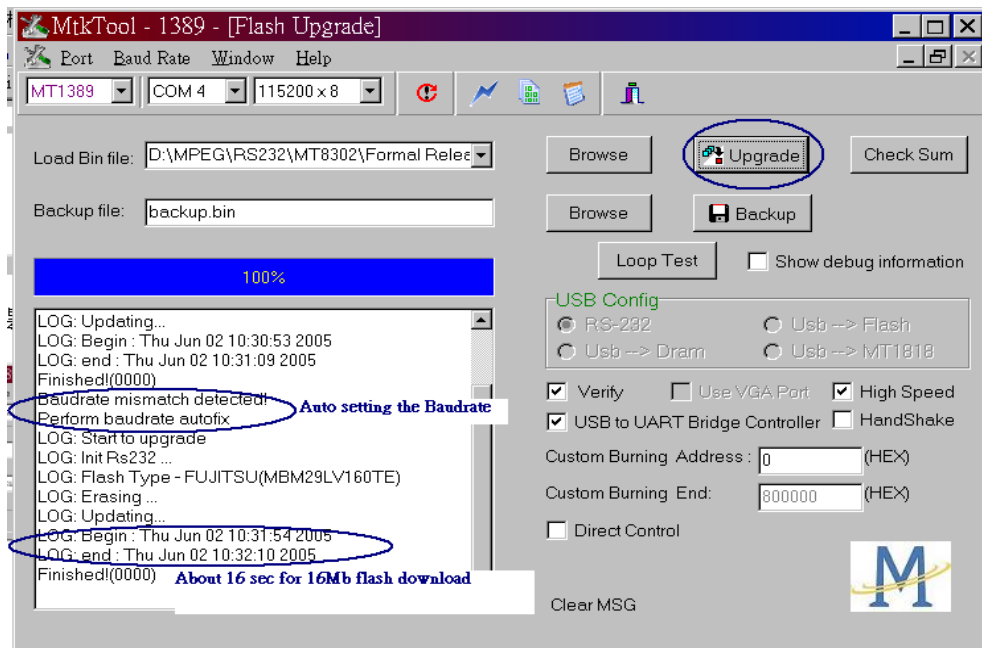 MtkTool - 1389 - [Flash Upgrade]
Port Baud Rate Window Help
MT1389 COM 4 115200 x 8
Load Bin file: D:\MPEG\RS232\MT8302\Formal Relea Browse Upgrade Check Sum
Backup file: backup.bin Browse Backup
Loop Test Show debug information
100%
USB Config
RS-232 Usb --> Flash
Usb --> Dram Usb --> MT1818
Verify Use VGA Port High Speed
USB to UART Bridge Controller HandShake
Custom Burning Address : 0 (HEX)
Custom Burning End: 800000 (HEX)
Direct Control
Clear MSG
M
LOG: Updating...
LOG: Begin : Thu Jun 02 10:30:53 2005
LOG: end : Thu Jun 02 10:31:09 2005
Finished!(0000)
Baudrate mismatch detected!
Perform baudrate autofix
Auto setting the Baudrate
LOG: Start to upgrade
LOG: Init Rs232 ...
LOG: Flash Type - FUJITSU(MBM29LV160TE)
LOG: Erasing ...
LOG: Updating...
LOG: Begin : Thu Jun 02 10:31:54 2005
LOG: end : Thu Jun 02 10:32:10 2005
Finished!(0000) About 16 sec for 16Mb flash download